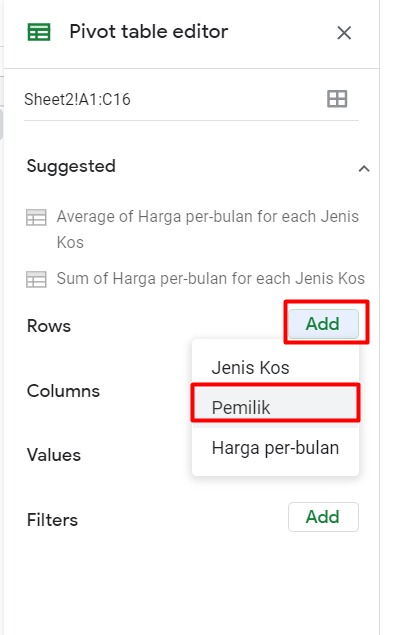 Pivot table editor
Sheet2!A1:C16
Suggested
Average of Harga per-bulan for each Jenis
Kos
Sum of Harga per-bulan for each Jenis Kos
Rows
Add
Jenis Kos
Columns
Pemilik
Harga per-bulan
Values
Filters
Add